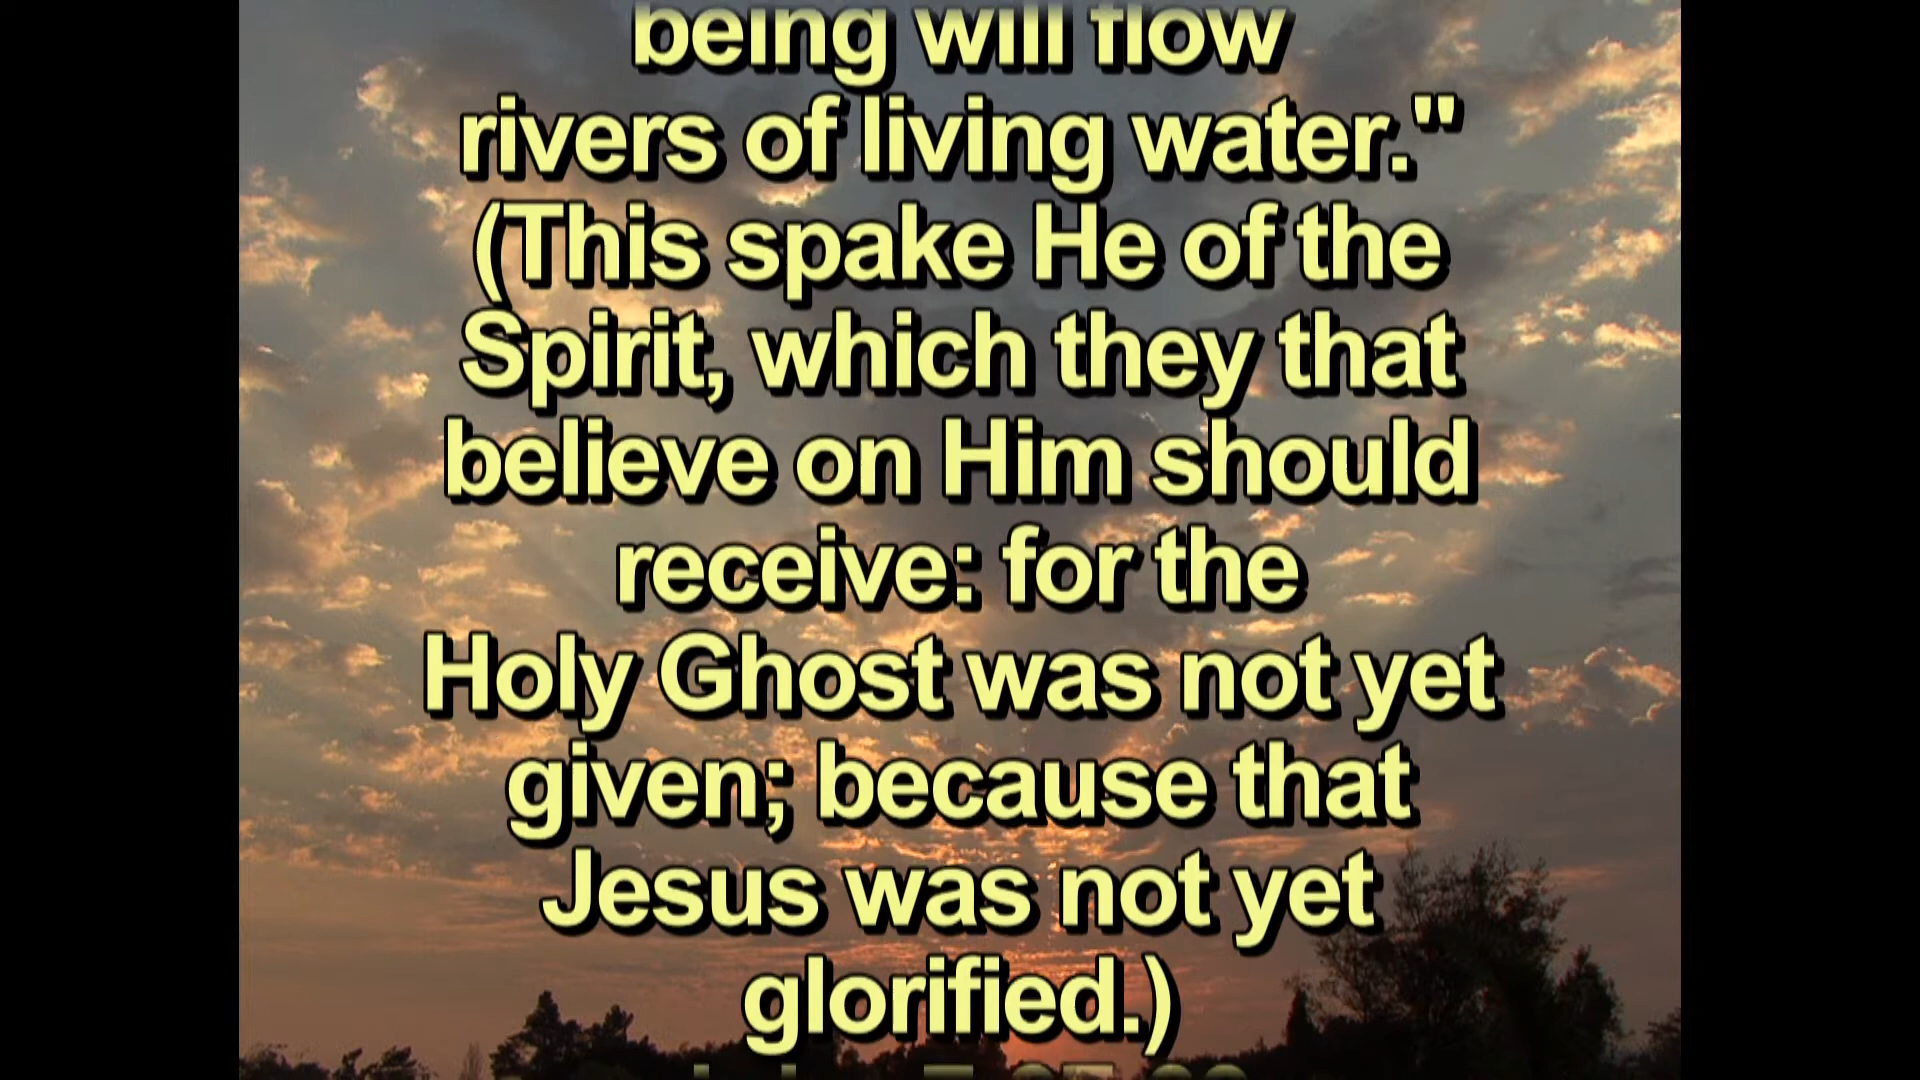 being will flow
rivers of living water."
(This spake He of the
Spirit, which they that
believe on Him should
receive: for the
Holy Ghost was not yet
given; because that
Jesus was not yet
glorified.)